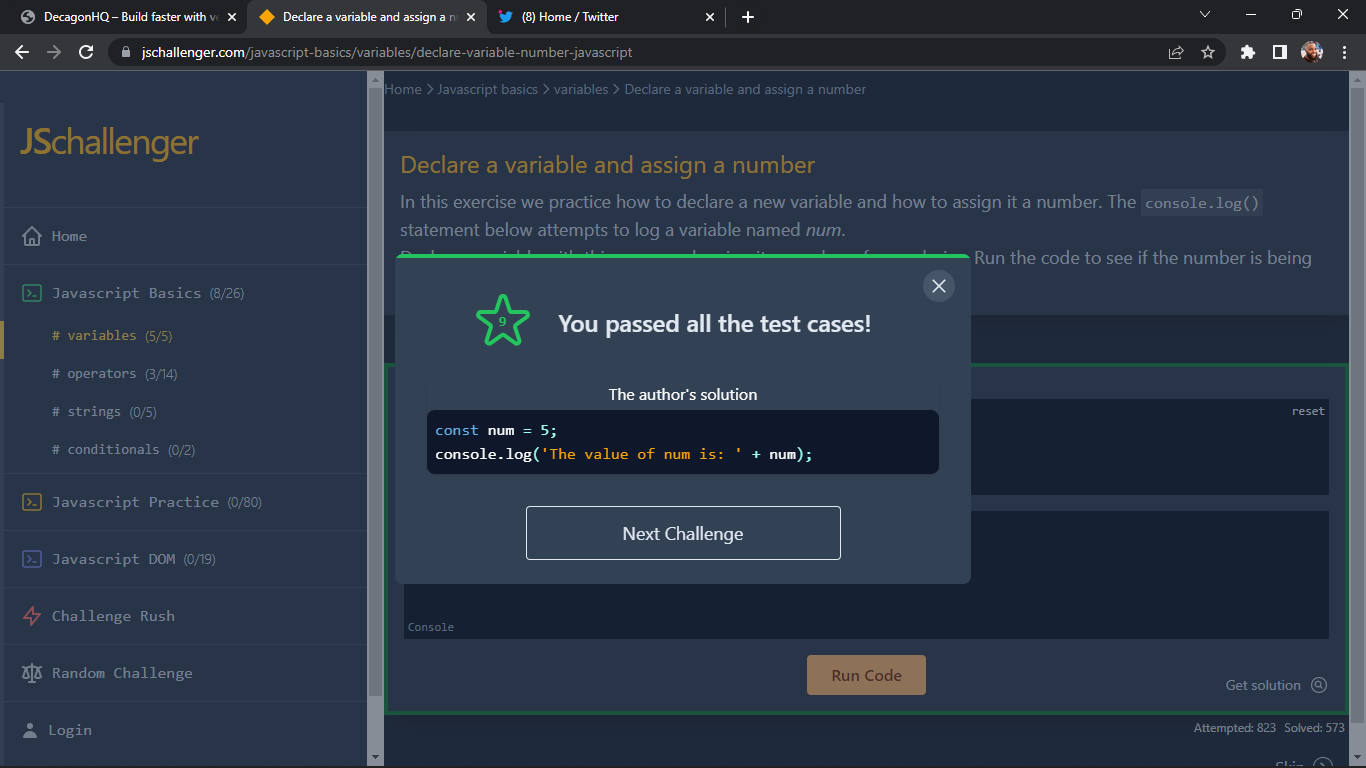 DecagonHQ – Build faster with ve
Declare a variable and assign a n
(8) Home / Twitter
jschallenger.com/javascript-basics/variables/declare-variable-number-javascript
Home > Javascript basics > variables > Declare a variable and assign a number
JSchallenger
Home
Javascript Basics (8/26)
# variables (5/5)
# operators (3/14)
# strings (0/5)
# conditionals (0/2)
Javascript Practice (0/80)
Javascript DOM (0/19)
Challenge Rush
Random Challenge
Login
Declare a variable and assign a number
In this exercise we practice how to declare a new variable and how to assign it a number. The console.log()
statement below attempts to log a variable named num.
Run the code to see if the number is being
9
You passed all the test cases!
The author's solution
const num = 5;
console.log('The value of num is: ' + num);
Next Challenge
reset
Console
Run Code
Get solution
Attempted: 823 Solved: 573
Skip